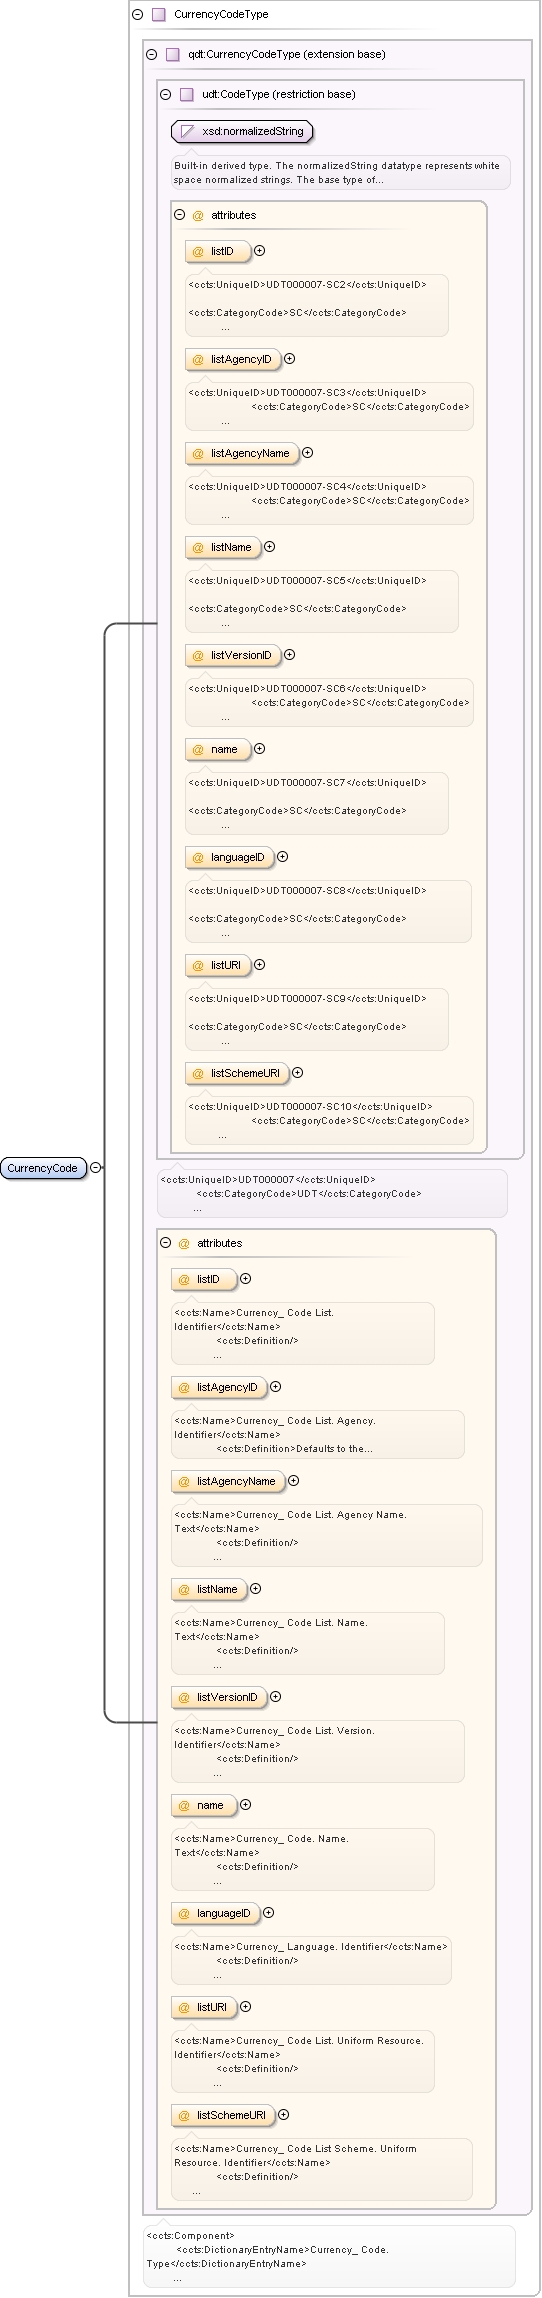 CurrencyCodeType
qdt:CurrencyCodeType (extension base)
udt:CodeType (restriction base)
xsd:normalizedString
Built-in derived type. The normalizedString datatype represents white
space normalized strings. The base type of...
@ attributes
@ listID
<ccts:UniqueID>UDT000007-SC2</ccts:UniqueID>
<ccts:CategoryCode>SC</ccts:CategoryCode>
...
@ listAgencyID
<ccts:UniqueID>UDT000007-SC3</ccts:UniqueID>
<ccts:CategoryCode>SC</ccts:CategoryCode>
...
@ listAgencyName
<ccts:UniqueID>UDT000007-SC4</ccts:UniqueID>
<ccts:CategoryCode>SC</ccts:CategoryCode>
...
@ listName
<ccts:UniqueID>UDT000007-SC5</ccts:UniqueID>
<ccts:CategoryCode>SC</ccts:CategoryCode>
...
@ listVersionID
<ccts:UniqueID>UDT000007-SC6</ccts:UniqueID>
<ccts:CategoryCode>SC</ccts:CategoryCode>
...
@ name
<ccts:UniqueID>UDT000007-SC7</ccts:UniqueID>
<ccts:CategoryCode>SC</ccts:CategoryCode>
...
@ languageID
<ccts:UniqueID>UDT000007-SC8</ccts:UniqueID>
<ccts:CategoryCode>SC</ccts:CategoryCode>
...
@ listURI
<ccts:UniqueID>UDT000007-SC9</ccts:UniqueID>
<ccts:CategoryCode>SC</ccts:CategoryCode>
...
@ listSchemeURI
<ccts:UniqueID>UDT000007-SC10</ccts:UniqueID>
<ccts:CategoryCode>SC</ccts:CategoryCode>
...
CurrencyCode
<ccts:UniqueID>UDT000007</ccts:UniqueID>
<ccts:CategoryCode>UDT</ccts:CategoryCode>
...
@ attributes
@ listID
<ccts:Name>Currency_ Code List.
Identifier</ccts:Name>
<ccts:Definition/>
...
@ listAgencyID
<ccts:Name>Currency_ Code List. Agency.
Identifier</ccts:Name>
<ccts:Definition>Defaults to the...
@ listAgencyName
<ccts:Name>Currency_ Code List. Agency Name.
Text</ccts:Name>
<ccts:Definition/>
...
@ listName
<ccts:Name>Currency_ Code List. Name.
Text</ccts:Name>
<ccts:Definition/>
...
@ listVersionID
<ccts:Name>Currency_ Code List. Version.
Identifier</ccts:Name>
<ccts:Definition/>
...
@ name
<ccts:Name>Currency_ Code. Name.
Text</ccts:Name>
<ccts:Definition/>
...
@ languageID
<ccts:Name>Currency_ Language. Identifier</ccts:Name>
<ccts:Definition/>
...
@ listURI
<ccts:Name>Currency_ Code List. Uniform Resource.
Identifier</ccts:Name>
<ccts:Definition/>
...
@ listSchemeURI
<ccts:Name>Currency_ Code List Scheme. Uniform
Resource. Identifier</ccts:Name>
<ccts:Definition/>
...
<ccts:Component>
<ccts:DictionaryEntryName>Currency_ Code.
Type</ccts:DictionaryEntryName>
...